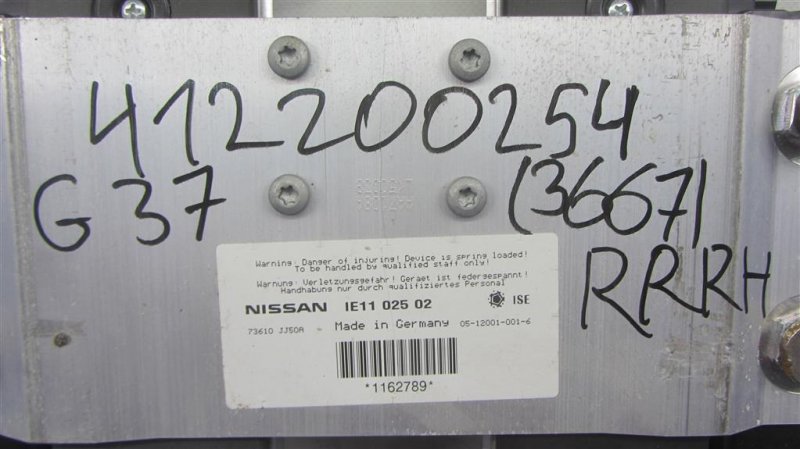 412200254
G 37
(3667)
RRRH
Warning: Danger of injuring! Device is spring loaded!
To be handled by qualified staff only!
Warnung: Verletzungsgefahr! Geraet ist federgespannt!
Handhabung nur durch qualifiziertes Personal
NISSAN IE11 025 02 ISE
73610 JJ50A Made in Germany 05-12001-001-6
*1162789*